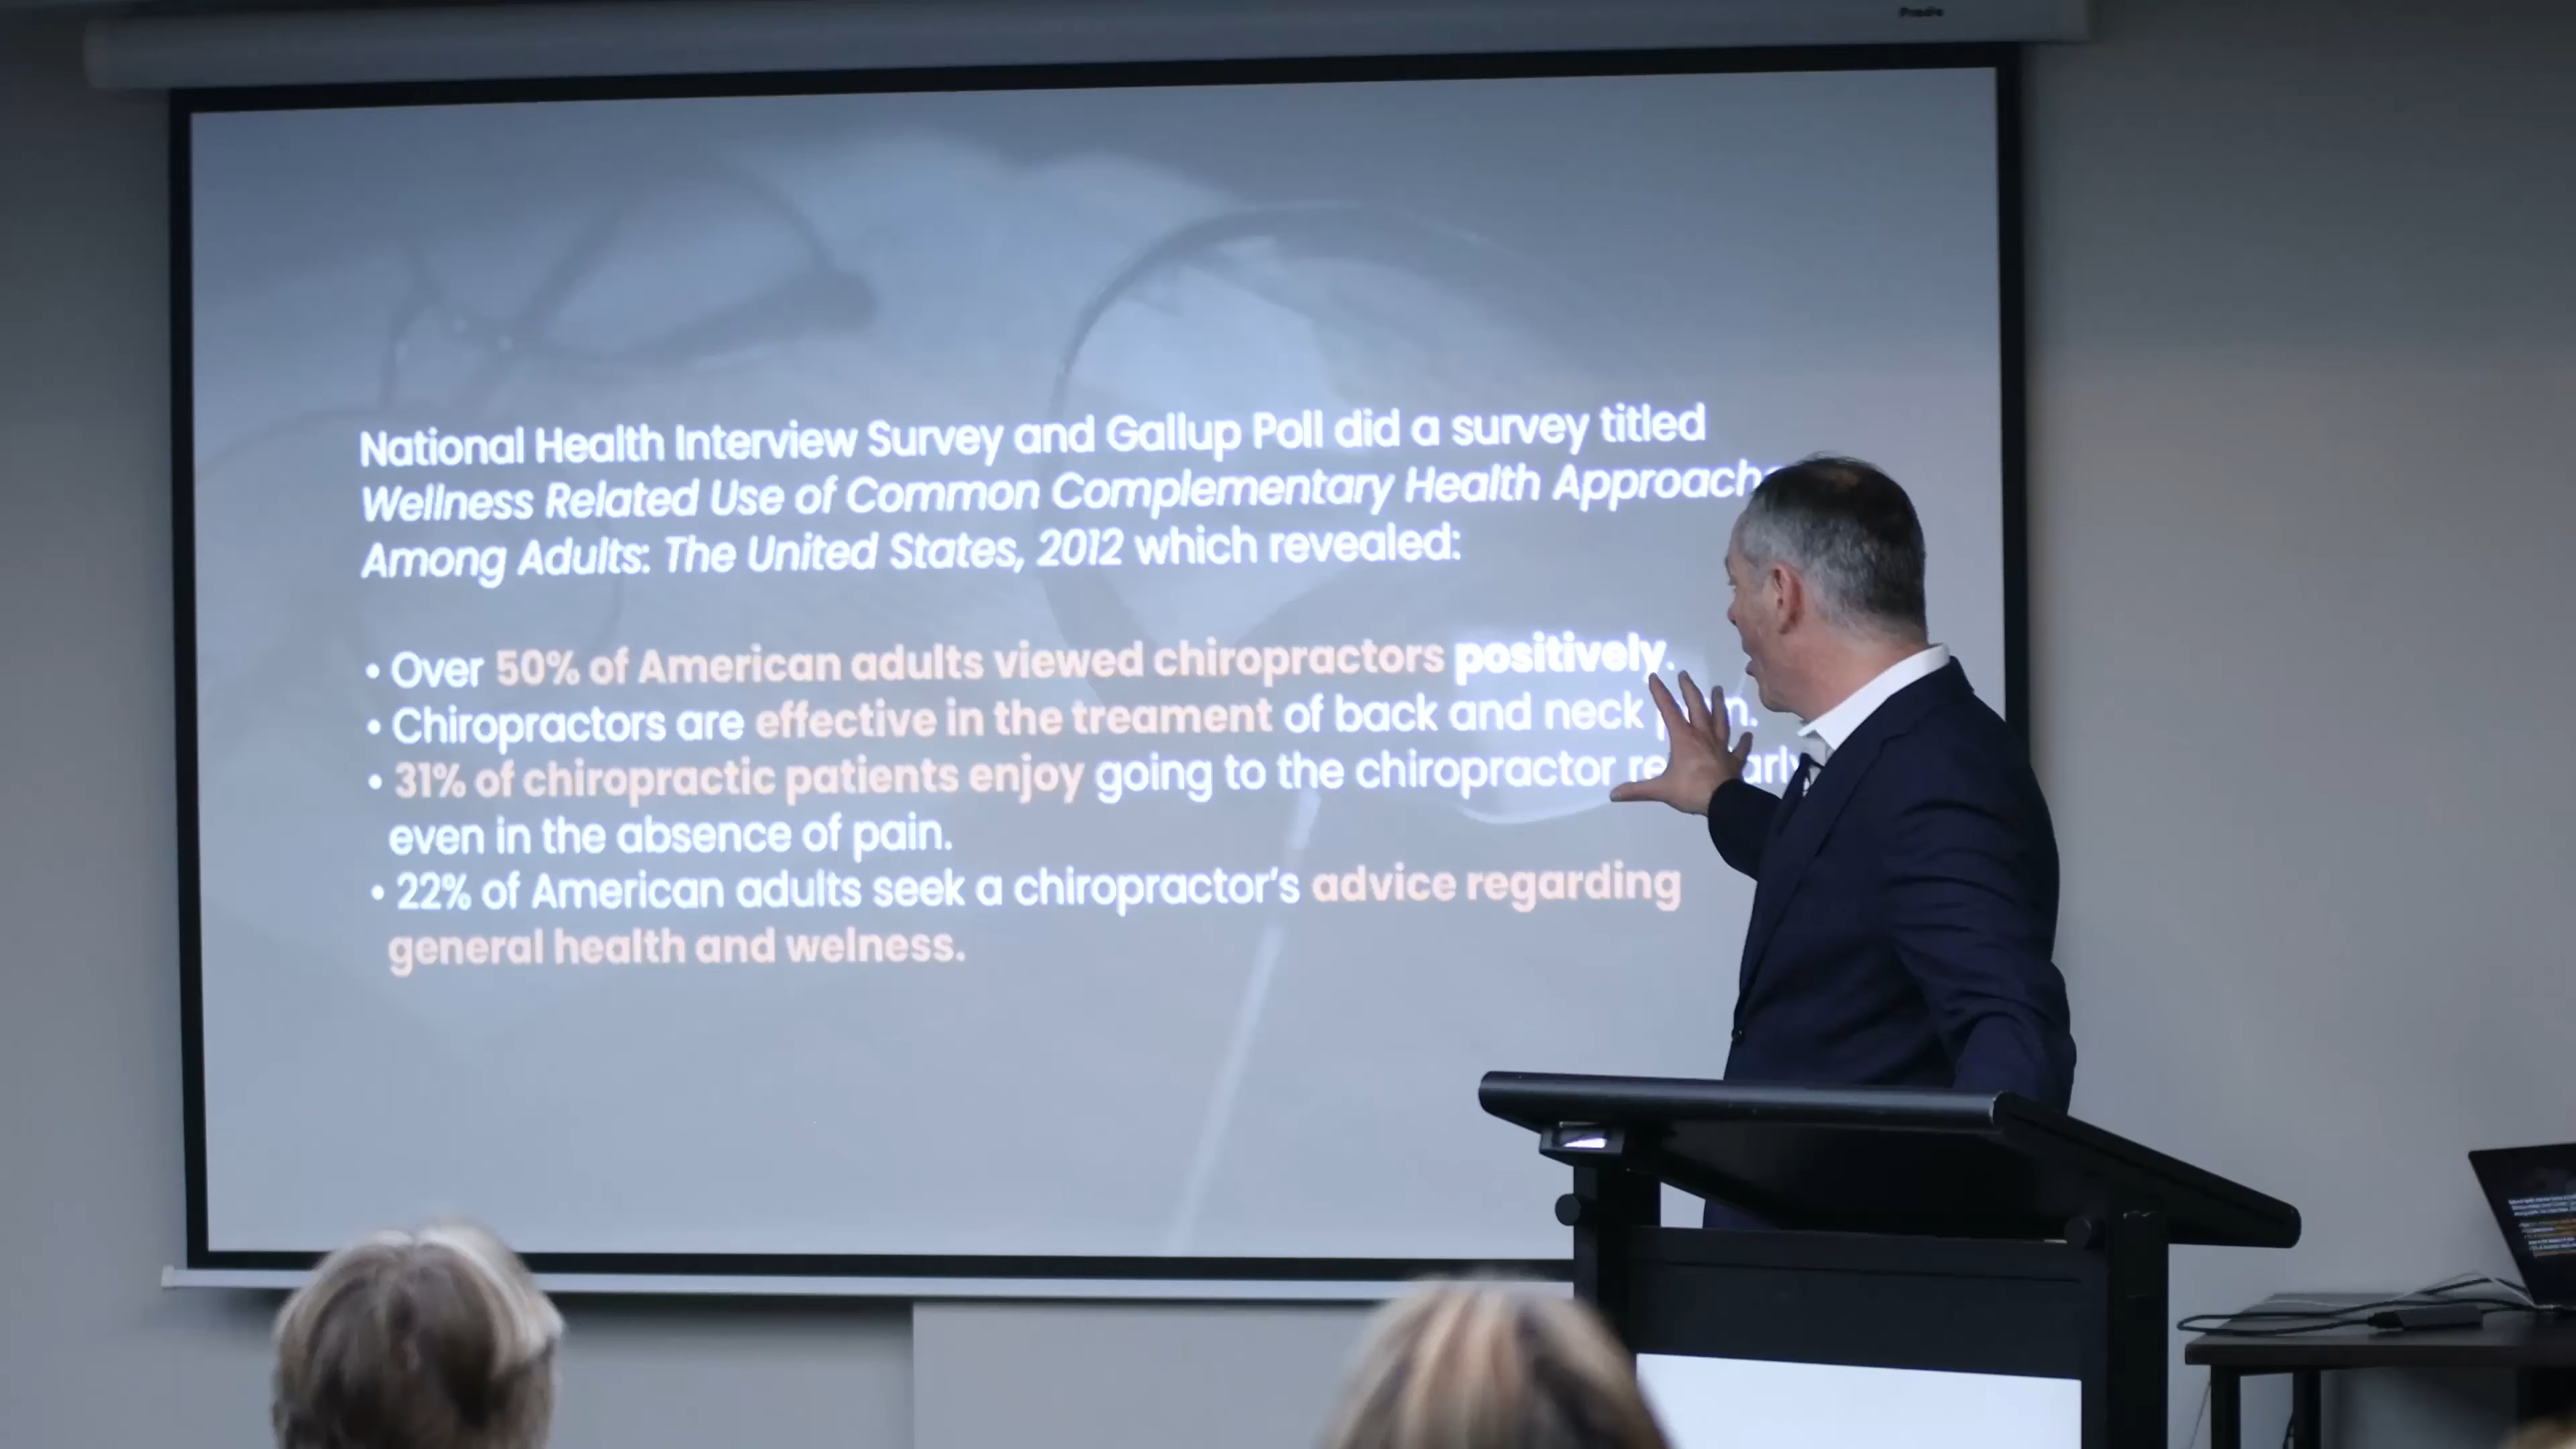 National Health Interview Survey and Gallup Poll did a survey titled
Wellness Related Use of Common Complementary Health
Among Adults: The United States, 2012 which revealed:
• Over 50% of American adults viewed chiropractors positively.
• Chiropractors are effective in the treament of back and neck
• 31% of chiropractic patients enjoy going to the chiropractor
even in the absence of pain.
• 22% of American adults seek a chiropractor's advice regarding
general health and welness.